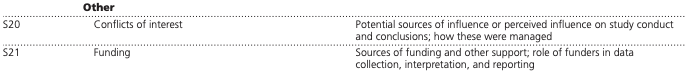 Other
S20 Conflicts of interest Potential sources of influence or perceived influence on study conduct
and conclusions; how these were managed
S21 Funding Sources of funding and other support; role of funders in data
collection, interpretation, and reporting